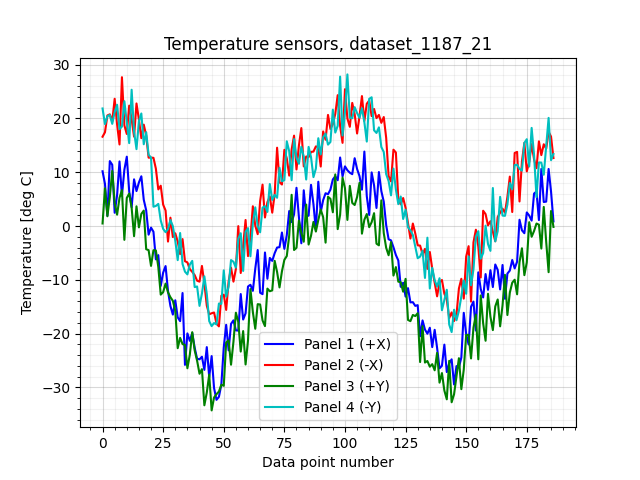 Temperature sensors, dataset_1187_21
Temperature [deg C]
30
20
10
0
−10
−20
−30
Panel 1 (+X)
Panel 2 (-X)
Panel 3 (+Y)
Panel 4 (-Y)
0 25 50 75 100 125 150 175
Data point number